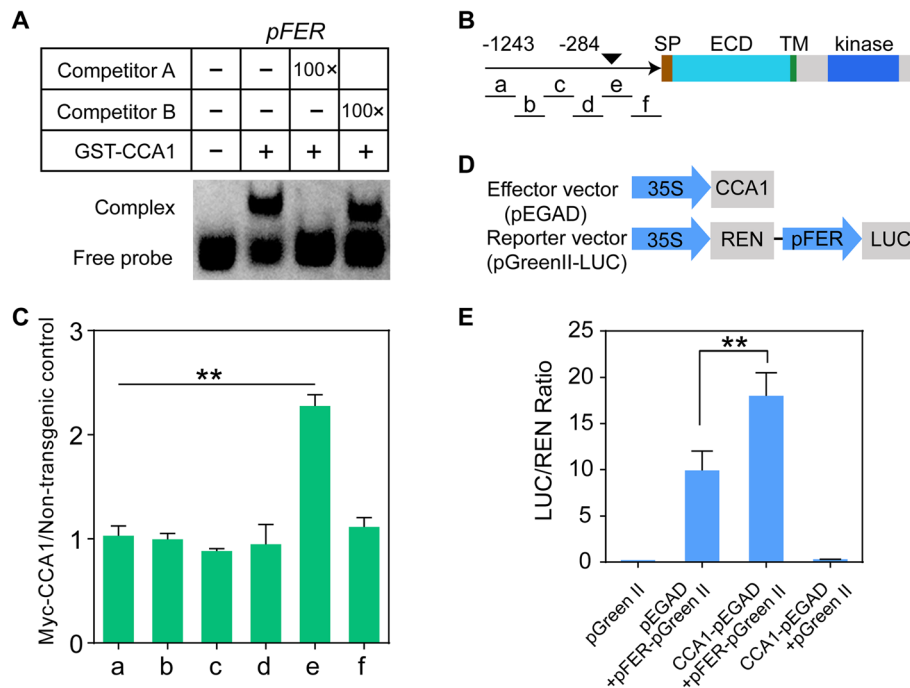 A
pFER
Competitor A – – 100× –
Competitor B – – – 100×
GST-CCA1 – + + +
Complex
Free probe
B
-1243 -284 SP ECD TM kinase
a c e
b d f
D
Effector vector
(pEGAD)
35S CCA1
Reporter vector
(pGreenII-LUC)
35S REN pFER LUC
C
Myc-CCA1/Non-transgenic control
3
2
1
0
**
a b c d e f
E
LUC/REN Ratio
25
20
15
10
5
0
**
pGreen II
pEGAD
+pFER-pGreen II
CCA1-pEGAD
+pFER-pGreen II
CCA1-pEGAD
+pGreen II